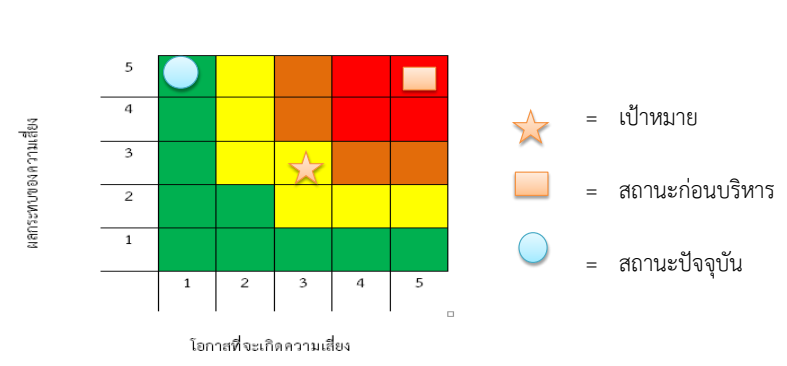 ผลกระทบของความเสี่ยง
5
4
3
2
1
1 2 3 4 5
โอกาสที่จะเกิดความเสี่ยง
= เป้าหมาย
= สถานะก่อนบริหาร
= สถานะปัจจุบัน